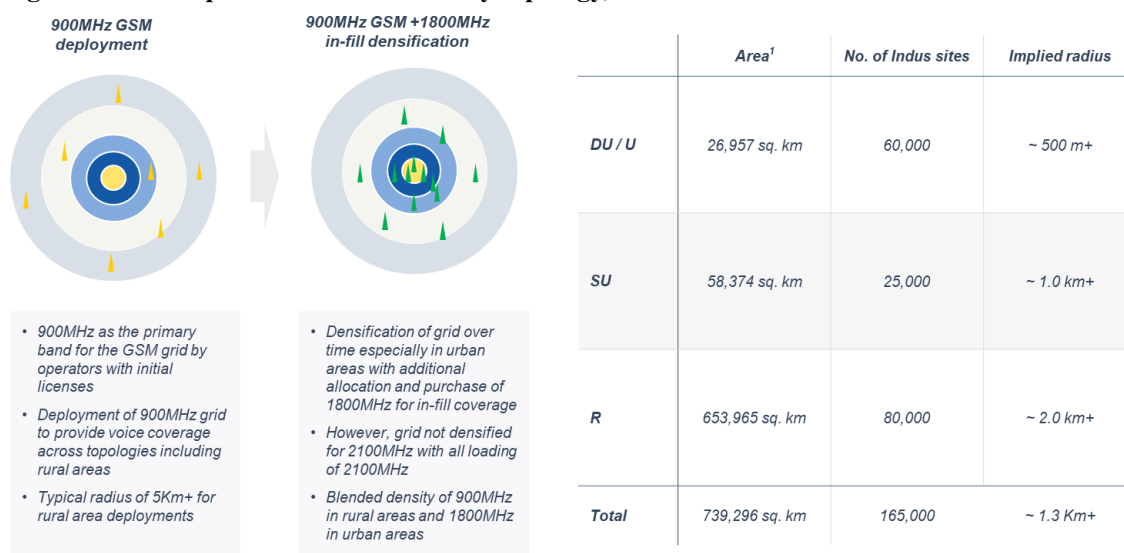 900MHz GSM
deployment
900MHz GSM +1800MHz
in-fill densification
• 900MHz as the primary
band for the GSM grid by
operators with initial
licenses
• Deployment of 900MHz grid
to provide voice coverage
across topologies including
rural areas
• Typical radius of 5Km+ for
rural area deployments
• Densification of grid over
time especially in urban
areas with additional
allocation and purchase of
1800MHz for in-fill coverage
• However, grid not densified
for 2100MHz with all loading
of 2100MHz
• Blended density of 900MHz
in rural areas and 1800MHz
in urban areas
Area¹ No. of Indus sites Implied radius
DU / U 26,957 sq. km 60,000 ~ 500 m+
SU 58,374 sq. km 25,000 ~ 1.0 km+
R 653,965 sq. km 80,000 ~ 2.0 km+
Total 739,296 sq. km 165,000 ~ 1.3 Km+